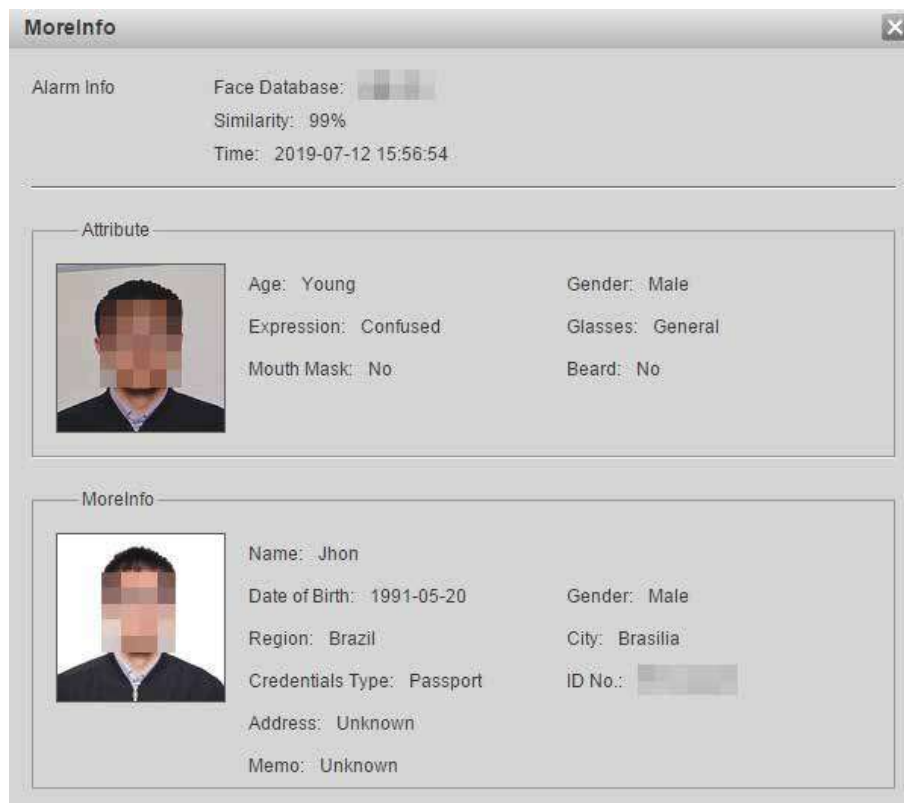 MoreInfo
Alarm Info
Face Database:
Similarity: 99%
Time: 2019-07-12 15:56:54
Attribute
Age: Young Gender: Male
Expression: Confused Glasses: General
Mouth Mask: No Beard: No
MoreInfo
Name: Jhon
Date of Birth: 1991-05-20 Gender: Male
Region: Brazil City: Brasilia
Credentials Type: Passport ID No.:
Address: Unknown
Memo: Unknown